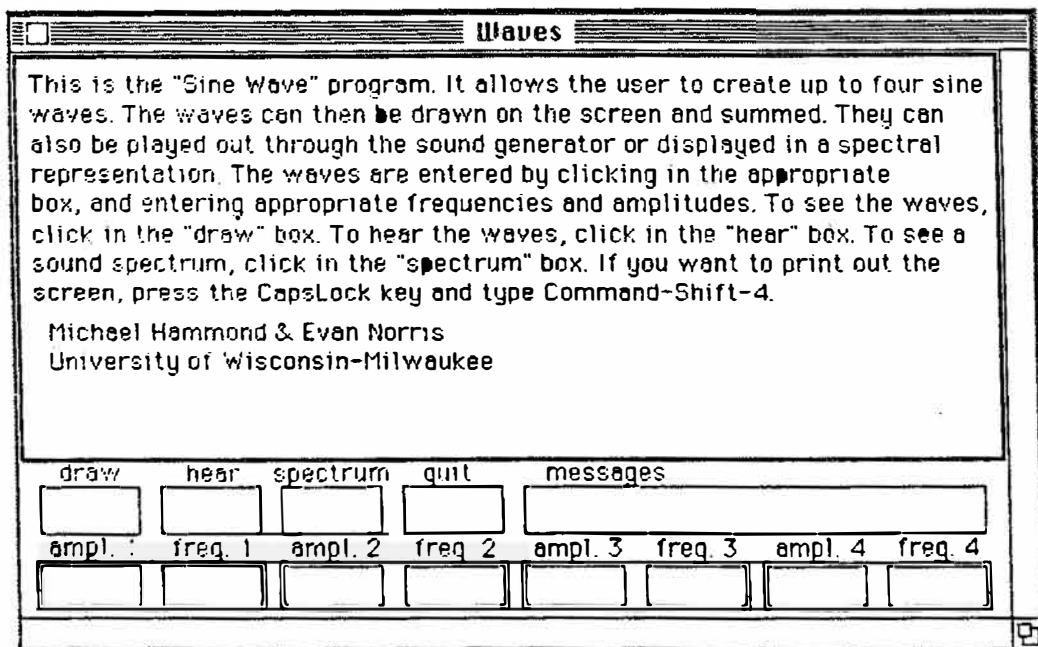 Waves
This is the "Sine Wave" program. It allows the user to create up to four sine
waves. The waves can then be drawn on the screen and summed. They can
also be played out through the sound generator or displayed in a spectral
representation. The waves are entered by clicking in the appropriate
box, and entering appropriate frequencies and amplitudes. To see the waves,
click in the "draw" box. To hear the waves, click in the "hear" box. To see a
sound spectrum, click in the "spectrum" box. If you want to print out the
screen, press the CapsLock key and type Command-Shift-4.
Michael Hammond & Evan Norris
University of Wisconsin-Milwaukee
draw hear spectrum quit messages
ampl. 1 freq. 1 ampl. 2 freq 2 ampl. 3 freq. 3 ampl. 4 freq. 4